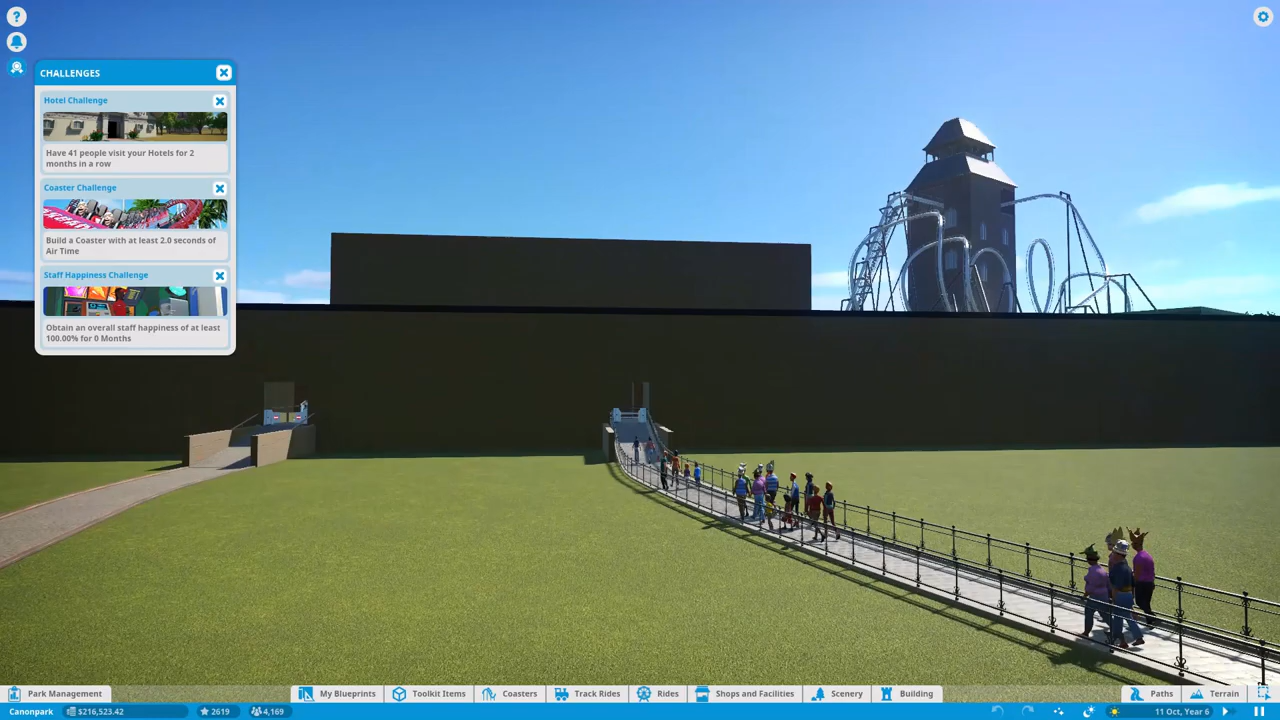 CHALLENGES
Hotel Challenge
Have 41 people visit your Hotels for 2
months in a row
Coaster Challenge
Build a Coaster with at least 2.0 seconds of
Air Time
Staff Happiness Challenge
Obtain an overall staff happiness of at least
100.00% for 0 Months
Park Management
My Blueprints
Toolkit Items
Coasters
Track Rides
Rides
Shops and Facilities
Scenery
Building
Paths
Terrain
Canonpark
$216,523.42
2619
4,169
11 Oct, Year 6